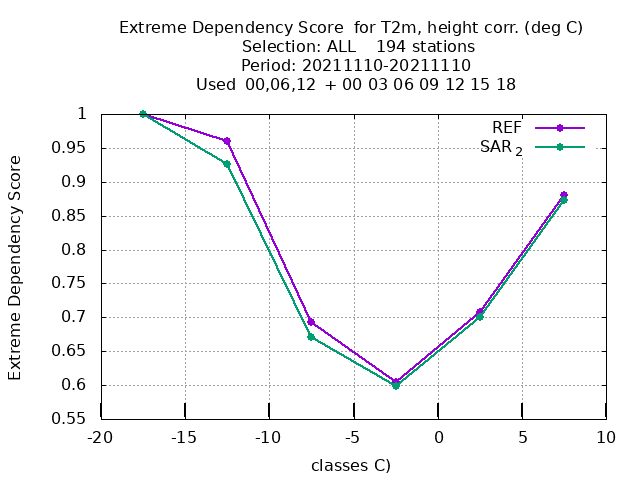 Extreme Dependency Score  for T2m, height corr. (deg C)
Selection: ALL    194 stations
Period: 20211110-20211110
Used  00,06,12  + 00 03 06 09 12 15 18
REF
SAR 2
Extreme Dependency Score
1
0.95
0.9
0.85
0.8
0.75
0.7
0.65
0.6
0.55
-20 -15 -10 -5 0 5 10
classes C)